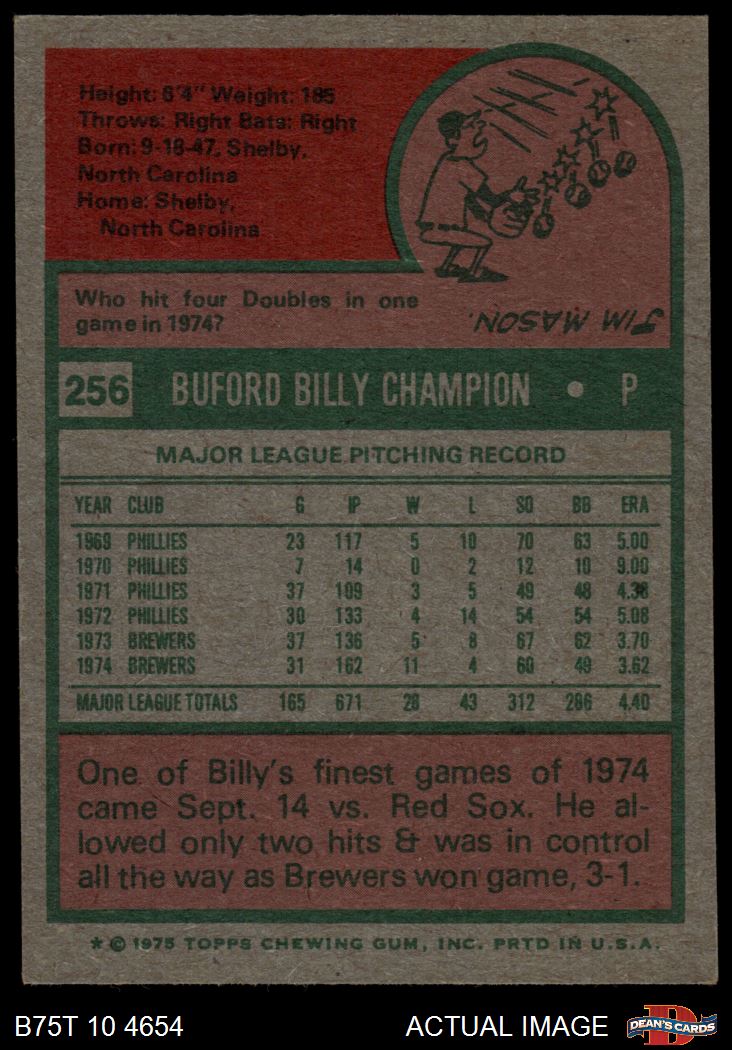 Height: 6'4" Weight: 185
Throws: Right Bats: Right
Born: 9-18-47, Shelby,
North Carolina
Home: Shelby,
North Carolina
Who hit four Doubles in one
game in 1974?
JIM MASON.
256 BUFORD BILLY CHAMPION • P
MAJOR LEAGUE PITCHING RECORD
YEAR CLUB G IP W L SO BB ERA
1969 PHILLIES 23 117 5 10 70 63 5.00
1970 PHILLIES 7 14 0 2 12 10 9.00
1971 PHILLIES 37 109 3 5 49 48 4.38
1972 PHILLIES 30 133 4 14 54 54 5.08
1973 BREWERS 37 136 5 8 67 62 3.70
1974 BREWERS 31 162 11 4 60 49 3.62
MAJOR LEAGUE TOTALS 165 671 28 43 312 286 4.40
One of Billy's finest games of 1974
came Sept. 14 vs. Red Sox. He al-
lowed only two hits & was in control
all the way as Brewers won game, 3-1.
* © 1975 TOPPS CHEWING GUM, INC. PRTD IN U.S.A.
B75T 10 4654 ACTUAL IMAGE D DEAN'S CARDS